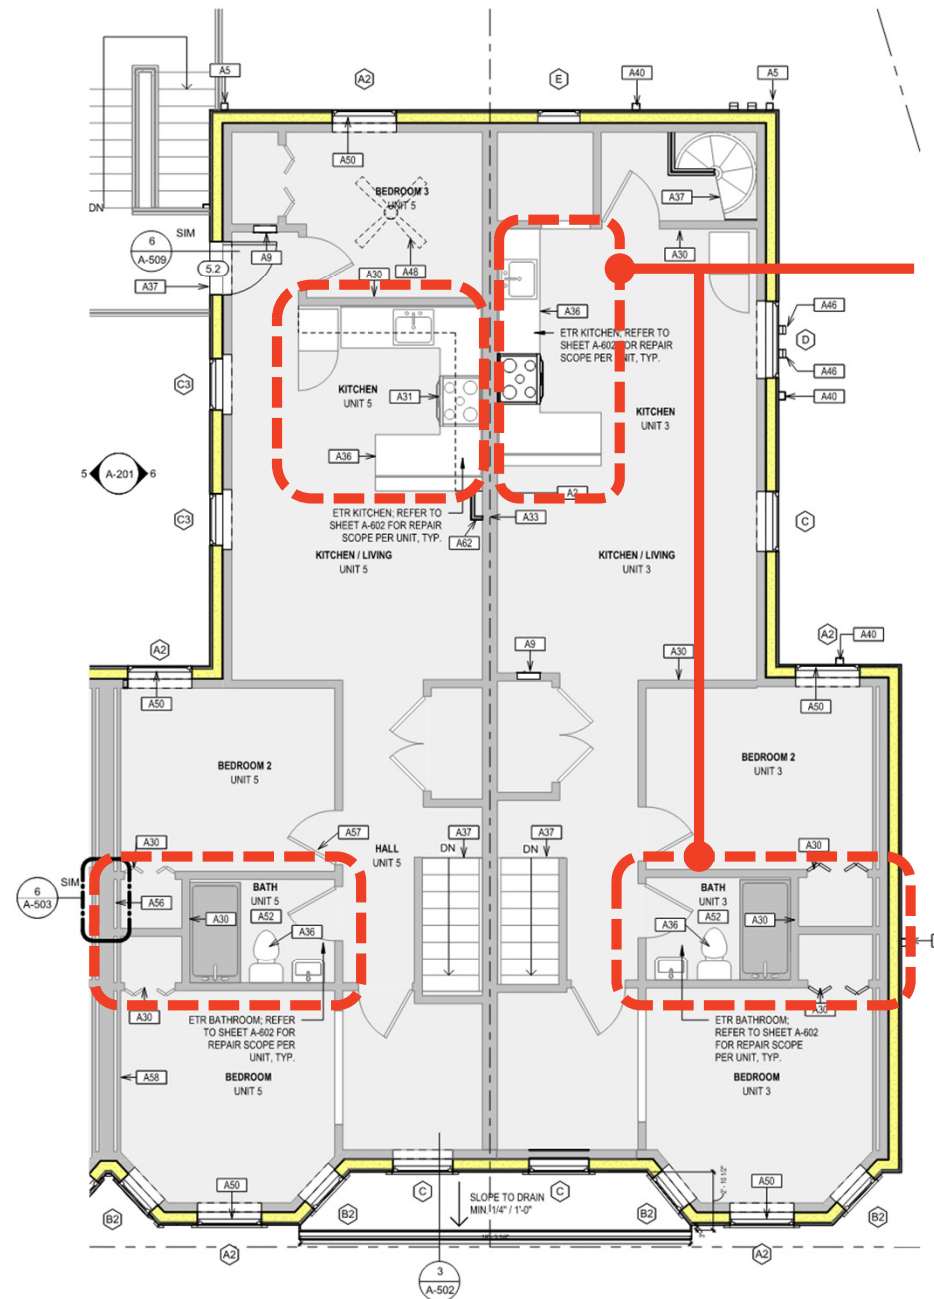 A5
A2
E
A40
A5
A50
BEDROOM 3
UNIT 5
A37
DN
SIM
6
A-509
5.2
A37
A9
A48
A30
A30
A36
ETR KITCHEN; REFER TO
SHEET A-602 FOR REPAIR
SCOPE PER UNIT, TYP.
A46
D
A46
A40
KITCHEN
UNIT 5
A31
KITCHEN
UNIT 3
C3
A36
5
A-201
6
A2
C3
ETR KITCHEN; REFER TO
SHEET A-602 FOR REPAIR
SCOPE PER UNIT, TYP.
A33
A62
C
KITCHEN / LIVING
UNIT 5
KITCHEN / LIVING
UNIT 3
A2
A9
A30
A2
A40
A50
A50
BEDROOM 2
UNIT 5
BEDROOM 2
UNIT 3
A57
A30
HALL
UNIT 5
A37
DN
A37
DN
A30
SIM
6
A-503
A56
A30
BATH
UNIT 5
A52
A36
BATH
UNIT 3
A52
A36
A30
A30
ETR BATHROOM; REFER
TO SHEET A-602 FOR
REPAIR SCOPE PER
UNIT, TYP.
A30
ETR BATHROOM;
REFER TO SHEET A-602
FOR REPAIR SCOPE
PER UNIT, TYP.
A58
BEDROOM
UNIT 5
BEDROOM
UNIT 3
A50
C
C
A50
2' - 10 1/2"
SLOPE TO DRAIN
MIN. 1/4" / 1'-0"
B2
B2
B2
B2
A2
A2
3
A-502